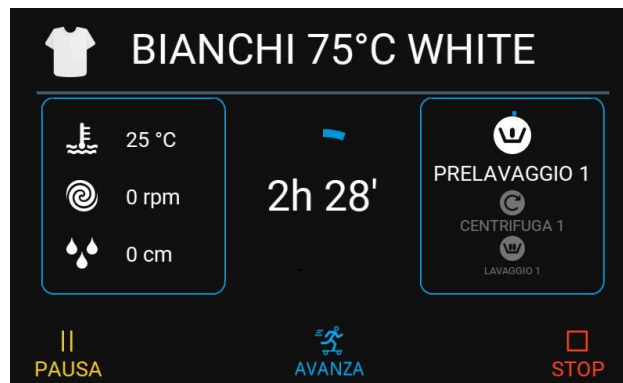 BIANCHI 75°C WHITE
25 °C
0 rpm
0 cm
2h 28'
PRELAVAGGIO 1
CENTRIFUGA 1
LAVAGGIO 1
PAUSA
AVANZA
STOP